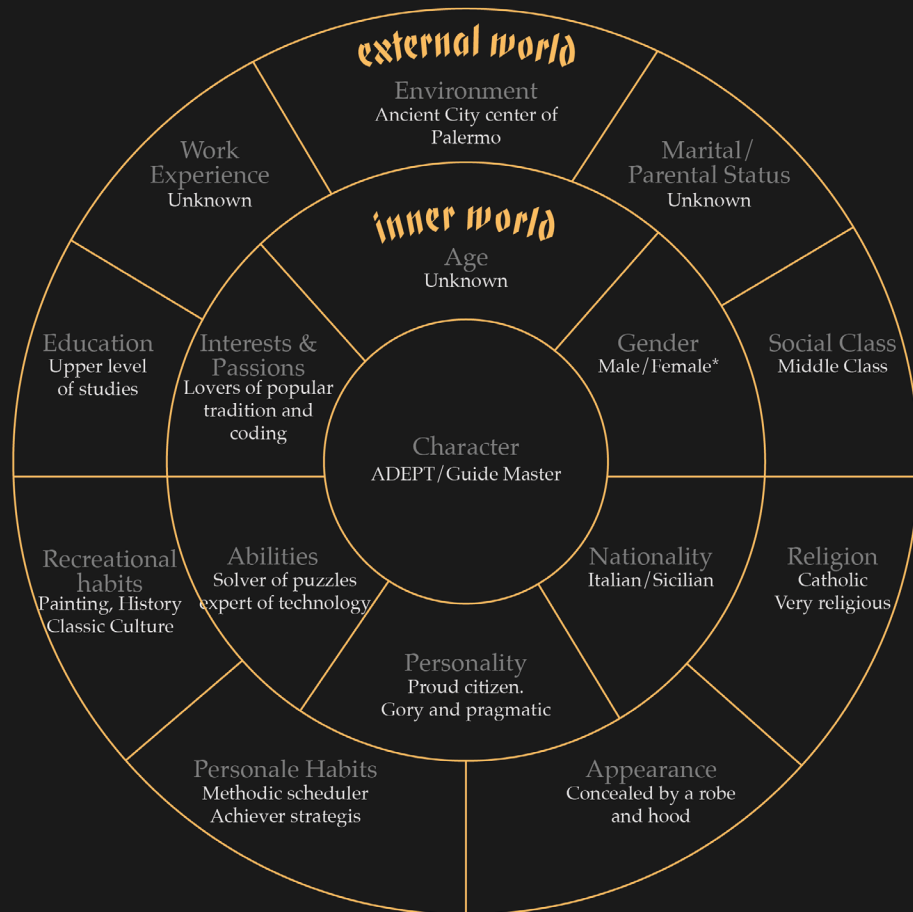 external world
Environment
Ancient City center of
Palermo
Work
Experience
Unknown
Marital/
Parental Status
Unknown
inner world
Age
Unknown
Education
Upper level
of studies
Interests &
Passions
Lovers of popular
tradition and
coding
Gender
Male/Female*
Social Class
Middle Class
Character
ADEPT/Guide Master
Recreational
habits
Painting, History
Classic Culture
Abilities
Solver of puzzles
expert of technology
Nationality
Italian/Sicilian
Religion
Catholic
Very religious
Personality
Proud citizen.
Gory and pragmatic
Personale Habits
Methodic scheduler
Achiever strategis
Appearance
Concealed by a robe
and hood